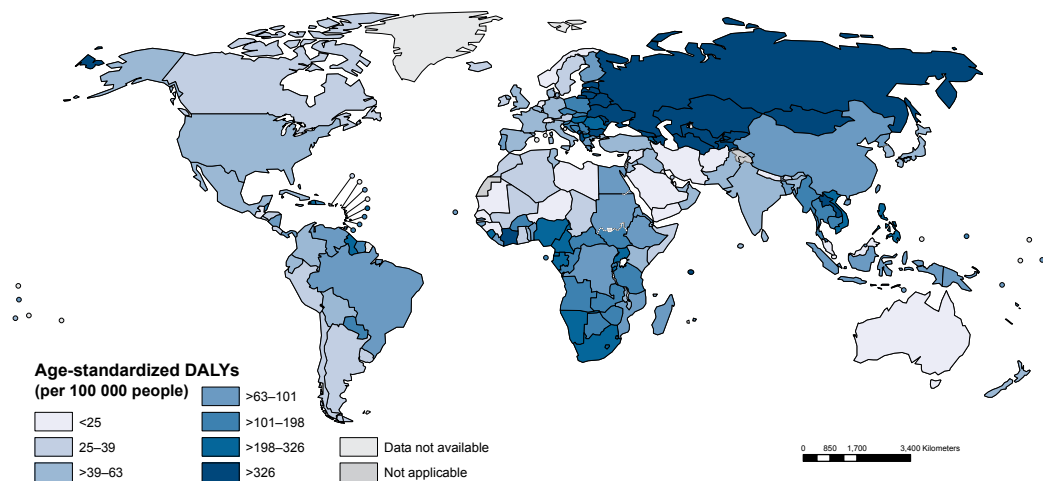 Age-standardized DALYs
(per 100 000 people)
<25
25–39
>39–63
>63–101
>101–198
>198–326
>326
Data not available
Not applicable
0 850 1,700 3,400 Kilometers